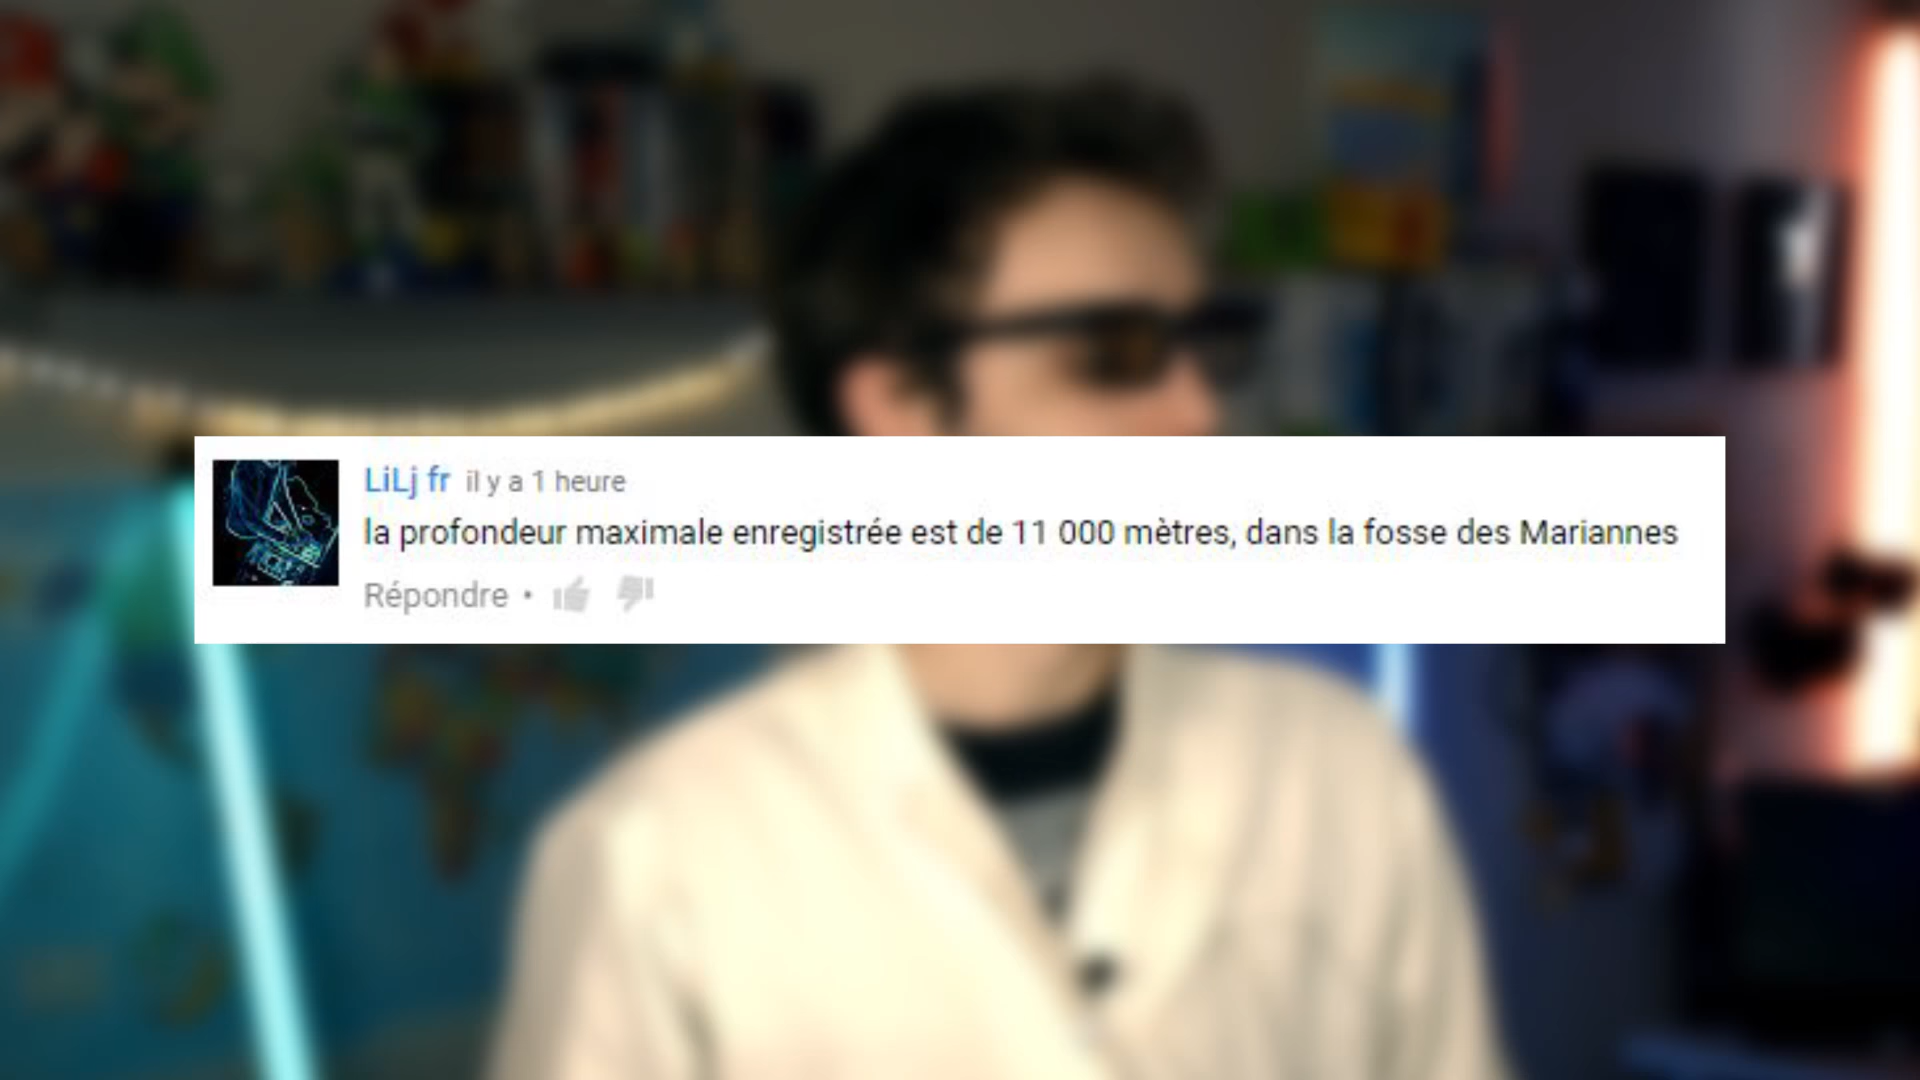 LiLj fr il y a 1 heure
la profondeur maximale enregistrée est de 11 000 mètres, dans la fosse des Mariannes
Répondre •